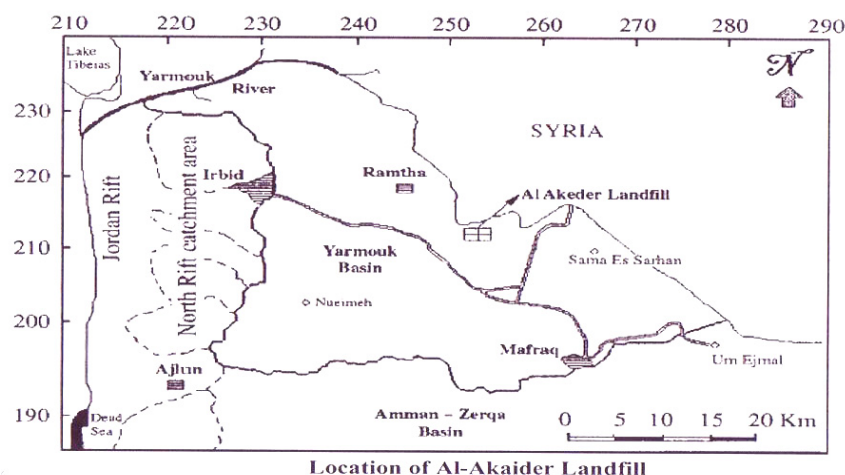 210 220 230 240 250 260 270 280 290
Lake
Tiberias
Yarmouk
River
N
230
SYRIA
220
Irbid
Ramtha
Al Akeder Landfill
210
Jordan Rift
North Rift catchment area
Yarmouk
Basin
Sama Es Sarhan
Nueimeh
200
Mafraq
Um Ejmal
Ajlun
190
Dead
Sea
Amman - Zerqa
Basin
0 5 10 15 20 Km
Location of Al-Akaider Landfill